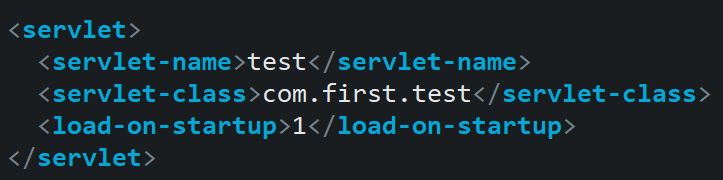 <servlet>
<servlet-name>test</servlet-name>
<servlet-class>com.first.test</servlet-class>
<load-on-startup>1</load-on-startup>
</servlet>